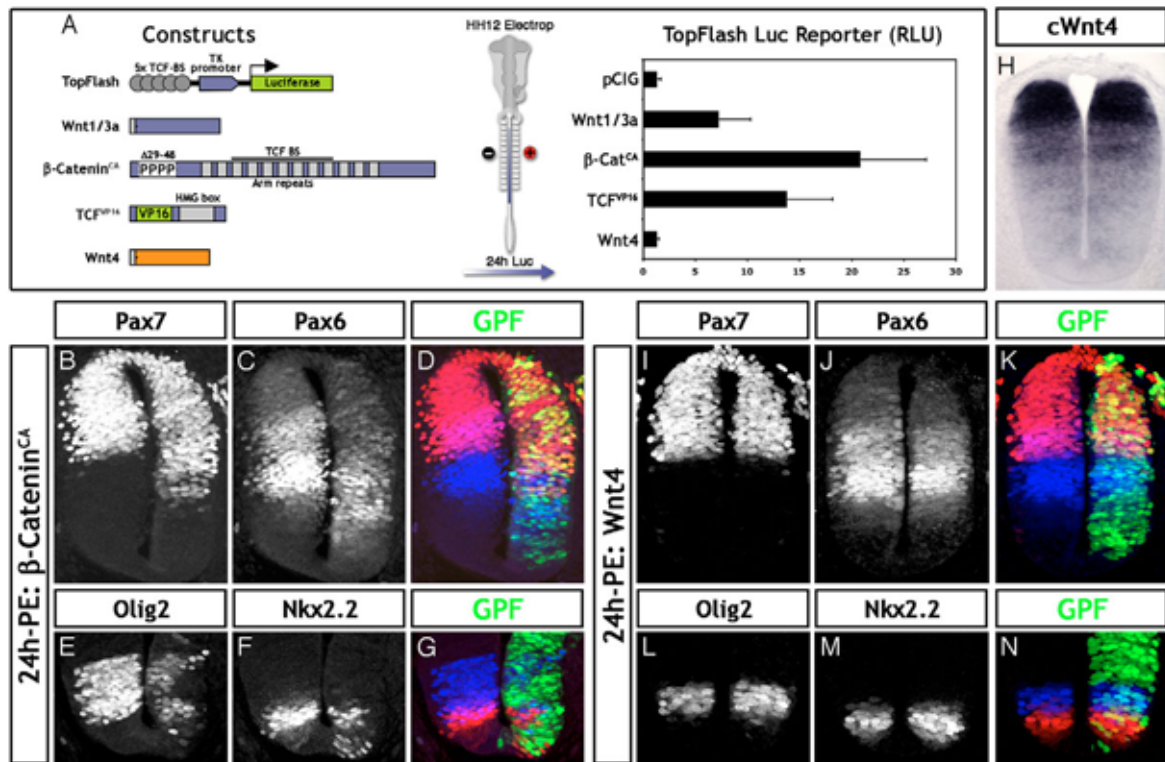 A
Constructs
5x TCF-BS
TK
promoter
TopFlash
Luciferase
Wnt1/3a
Δ29-48
TCF BS
β-Catenin^CA
PPPP
Arm repeats
HMG box
TCF^VP16
VP16
Wnt4
HH12 Electrop
24h Luc
TopFlash Luc Reporter (RLU)
pCIG
Wnt1/3a
β-Cat^CA
TCF^VP16
Wnt4
0 5 10 15 20 25 30
cWnt4
H
24h-PE: β-Catenin^CA
Pax7 Pax6 GPF
B C D
Olig2 Nkx2.2 GPF
E F G
24h-PE: Wnt4
Pax7 Pax6 GPF
I J K
Olig2 Nkx2.2 GPF
L M N